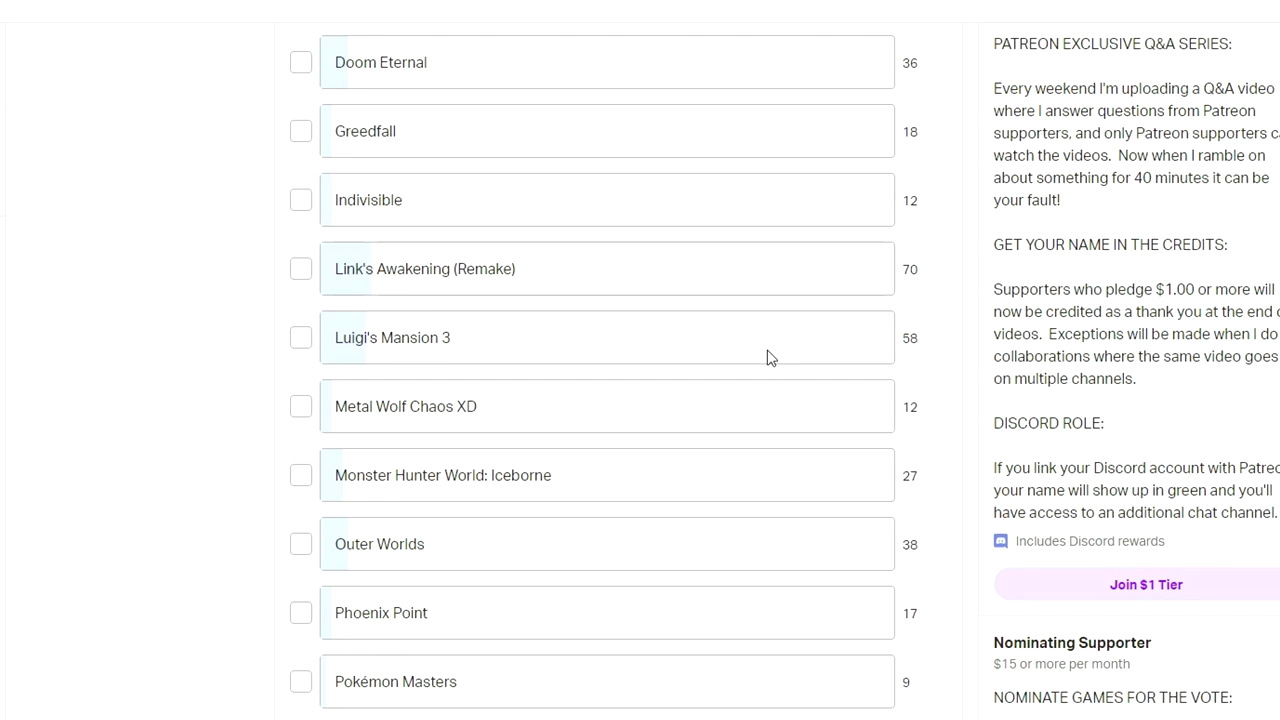 Doom Eternal 36
Greedfall 18
Indivisible 12
Link's Awakening (Remake) 70
Luigi's Mansion 3 58
Metal Wolf Chaos XD 12
Monster Hunter World: Iceborne 27
Outer Worlds 38
Phoenix Point 17
Pokémon Masters 9
PATREON EXCLUSIVE Q&A SERIES:
Every weekend I'm uploading a Q&A video
where I answer questions from Patreon
supporters, and only Patreon supporters
watch the videos. Now when I ramble on
about something for 40 minutes it can be
your fault!
GET YOUR NAME IN THE CREDITS:
Supporters who pledge $1.00 or more will
now be credited as a thank you at the end
videos. Exceptions will be made when I do
collaborations where the same video goes
on multiple channels.
DISCORD ROLE:
If you link your Discord account with
your name will show up in green and you'll
have access to an additional chat channel.
Includes Discord rewards
Join $1 Tier
Nominating Supporter
$15 or more per month
NOMINATE GAMES FOR THE VOTE: